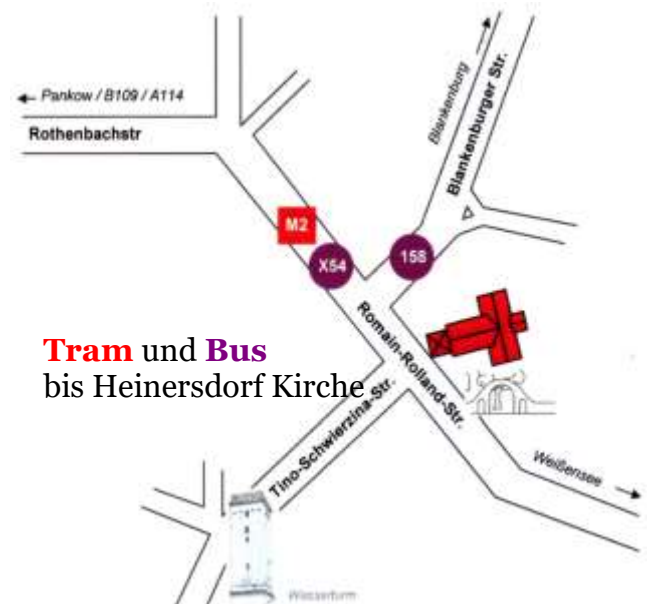 ← Pankow / B109 / A114
Rothenbachstr
Blankenburg
Blankenburger Str.
M2
X54
158
Romain-Rolland-Str.
Tram und Bus
bis Heinersdorf Kirche
Tino-Schwierzina-Str.
Weißensee
Wasserturm